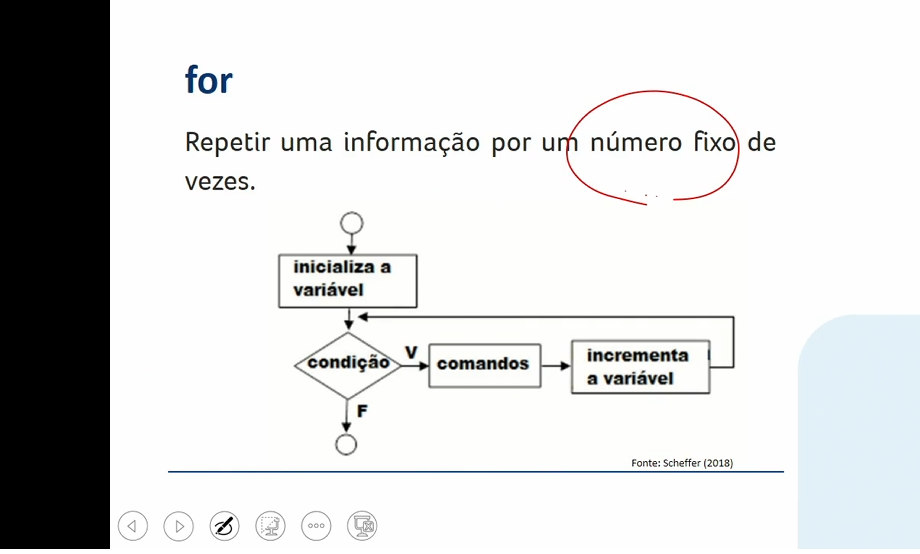 for
Repetir uma informação por um número fixo de
vezes.
inicializa a
variável
condição
V
comandos
incrementa
a variável
F
Fonte: Scheffer (2018)